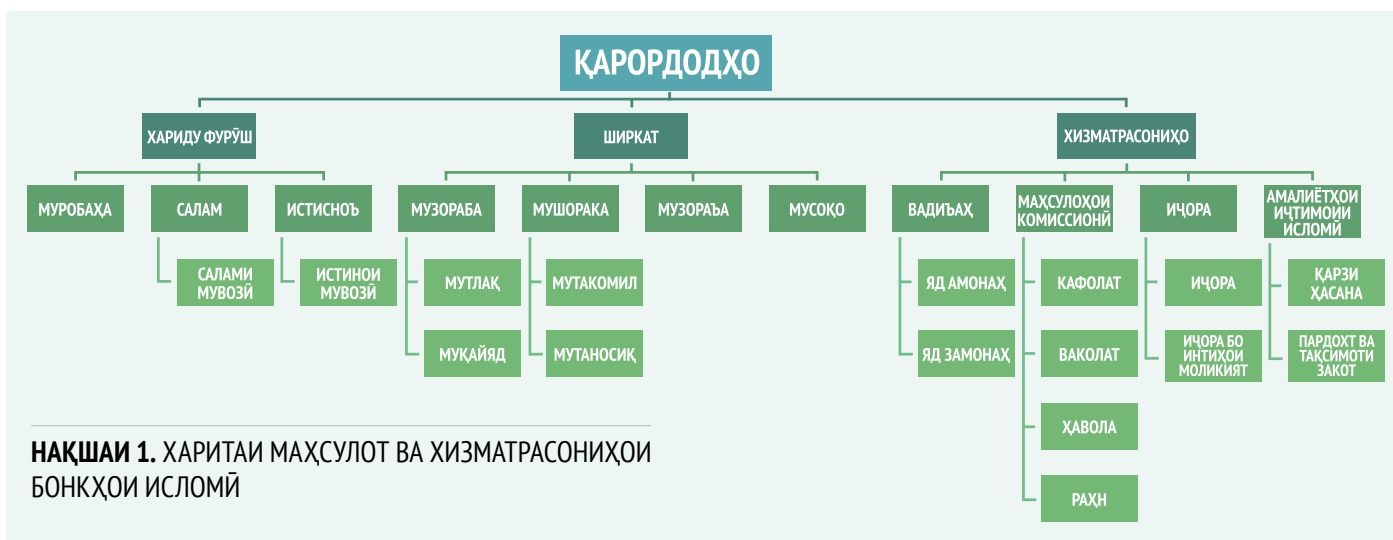 ҚАРОРДОДҲО
ХАРИДУ ФУРӮШ
ШИРКАТ
ХИЗМАТРАСОНИҲО
МУРОБАҲА
САЛАМ
ИСТИСНОЪ
МУЗОРАБА
МУШОРАКА
МУЗОРАЪА
МУСОҚО
ВАДИЪАҲ
МАҲСУЛОҲОИ
КОМИССИОНӢ
ИҶОРА
АМАЛИЁТҲОИ
ИҶТИМОИИ
ИСЛОМӢ
САЛАМИ
МУВОЗӢ
ИСТИНОИ
МУВОЗӢ
МУТЛАҚ
МУТАКОМИЛ
ЯД АМОНАҲ
КАФОЛАТ
ИҶОРА
ҚАРЗИ
ҲАСАНА
МУҚАЙЯД
МУТАНОСИҚ
ЯД ЗАМОНАҲ
ВАКОЛАТ
ИҶОРА БО
ИНТИҲОИ
МОЛИКИЯТ
ПАРДОХТ ВА
ТАҚСИМОТИ
ЗАКОТ
ҲАВОЛА
РАҲН
НАҚШАИ 1. ХАРИТАИ МАҲСУЛОТ ВА ХИЗМАТРАСОНИҲОИ
БОНКҲОИ ИСЛОМӢ